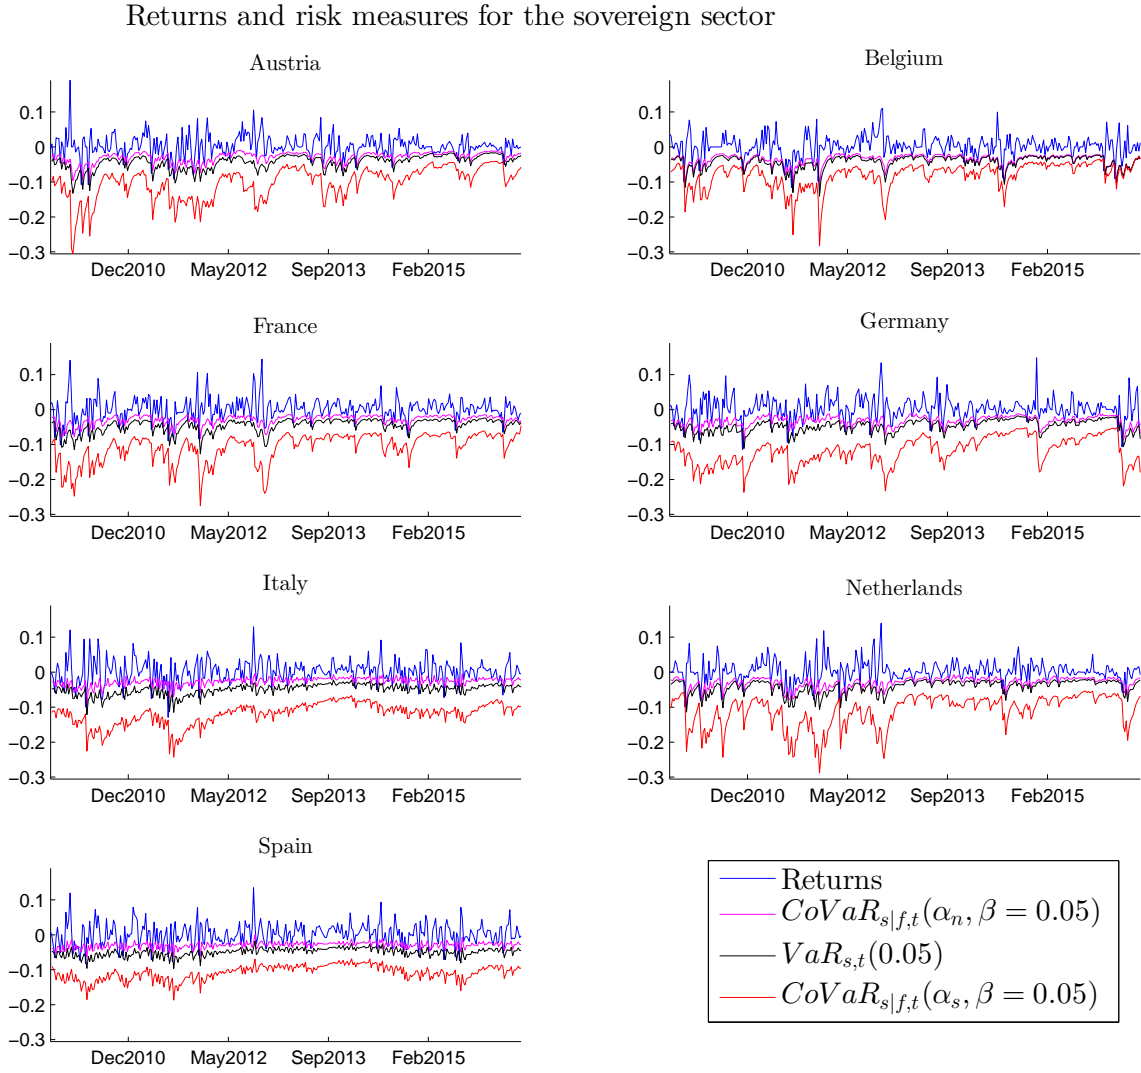 Returns and risk measures for the sovereign sector
Austria
0.1
0
−0.1
−0.2
−0.3
Dec2010 May2012 Sep2013 Feb2015
Belgium
0.1
0
−0.1
−0.2
−0.3
Dec2010 May2012 Sep2013 Feb2015
France
0.1
0
−0.1
−0.2
−0.3
Dec2010 May2012 Sep2013 Feb2015
Germany
0.1
0
−0.1
−0.2
−0.3
Dec2010 May2012 Sep2013 Feb2015
Italy
0.1
0
−0.1
−0.2
−0.3
Dec2010 May2012 Sep2013 Feb2015
Netherlands
0.1
0
−0.1
−0.2
−0.3
Dec2010 May2012 Sep2013 Feb2015
Spain
0.1
0
−0.1
−0.2
−0.3
Dec2010 May2012 Sep2013 Feb2015
Returns
CoVaR_{s|f,t}(α_n, β = 0.05)
VaR_{s,t}(0.05)
CoVaR_{s|f,t}(α_s, β = 0.05)